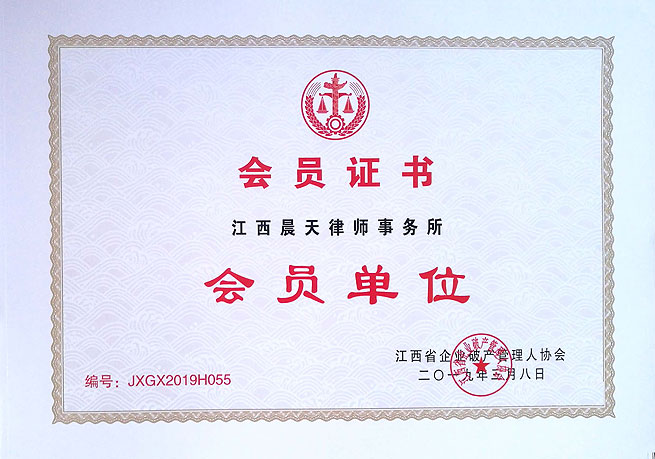 会员证书
江西晨天律师事务所
会员单位
江西省企业破产管理人协会
二〇一九年三月八日
编号：JXGX2019H055